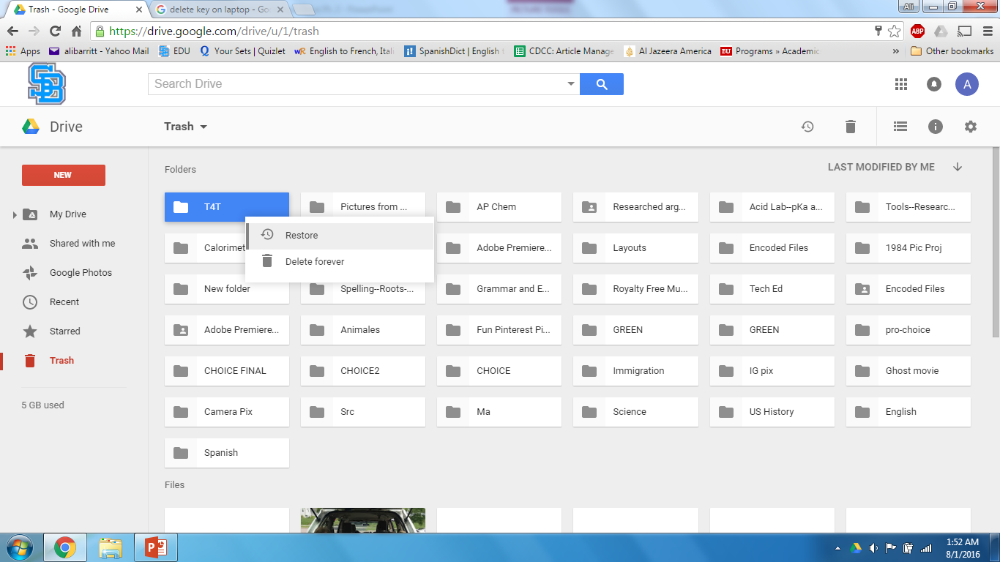 Trash - Google Drive
delete key on laptop - Goo
Ali
https://drive.google.com/drive/u/1/trash
ABP
Apps
alibarritt - Yahoo Mail
EDU
Your Sets | Quizlet
wR English to French, Itali
SpanishDict | English t
CDCC: Article Manage
Al Jazeera America
BU Programs » Academic
»
Other bookmarks
SB
Search Drive
A
Drive
Trash
NEW
My Drive
Shared with me
Google Photos
Recent
Starred
Trash
5 GB used
Folders
LAST MODIFIED BY ME
T4T
Pictures from ...
AP Chem
Researched arg...
Acid Lab--pKa a...
Tools--Researc...
Restore
Delete forever
Calorimet
Adobe Premiere...
Layouts
Encoded Files
1984 Pic Proj
New folder
Spelling--Roots-...
Grammar and E...
Royalty Free Mu...
Tech Ed
Encoded Files
Adobe Premiere...
Animales
Fun Pinterest Pi...
GREEN
GREEN
pro-choice
CHOICE FINAL
CHOICE2
CHOICE
Immigration
IG pix
Ghost movie
Camera Pix
Src
Ma
Science
US History
English
Spanish
Files
1:52 AM
8/1/2016